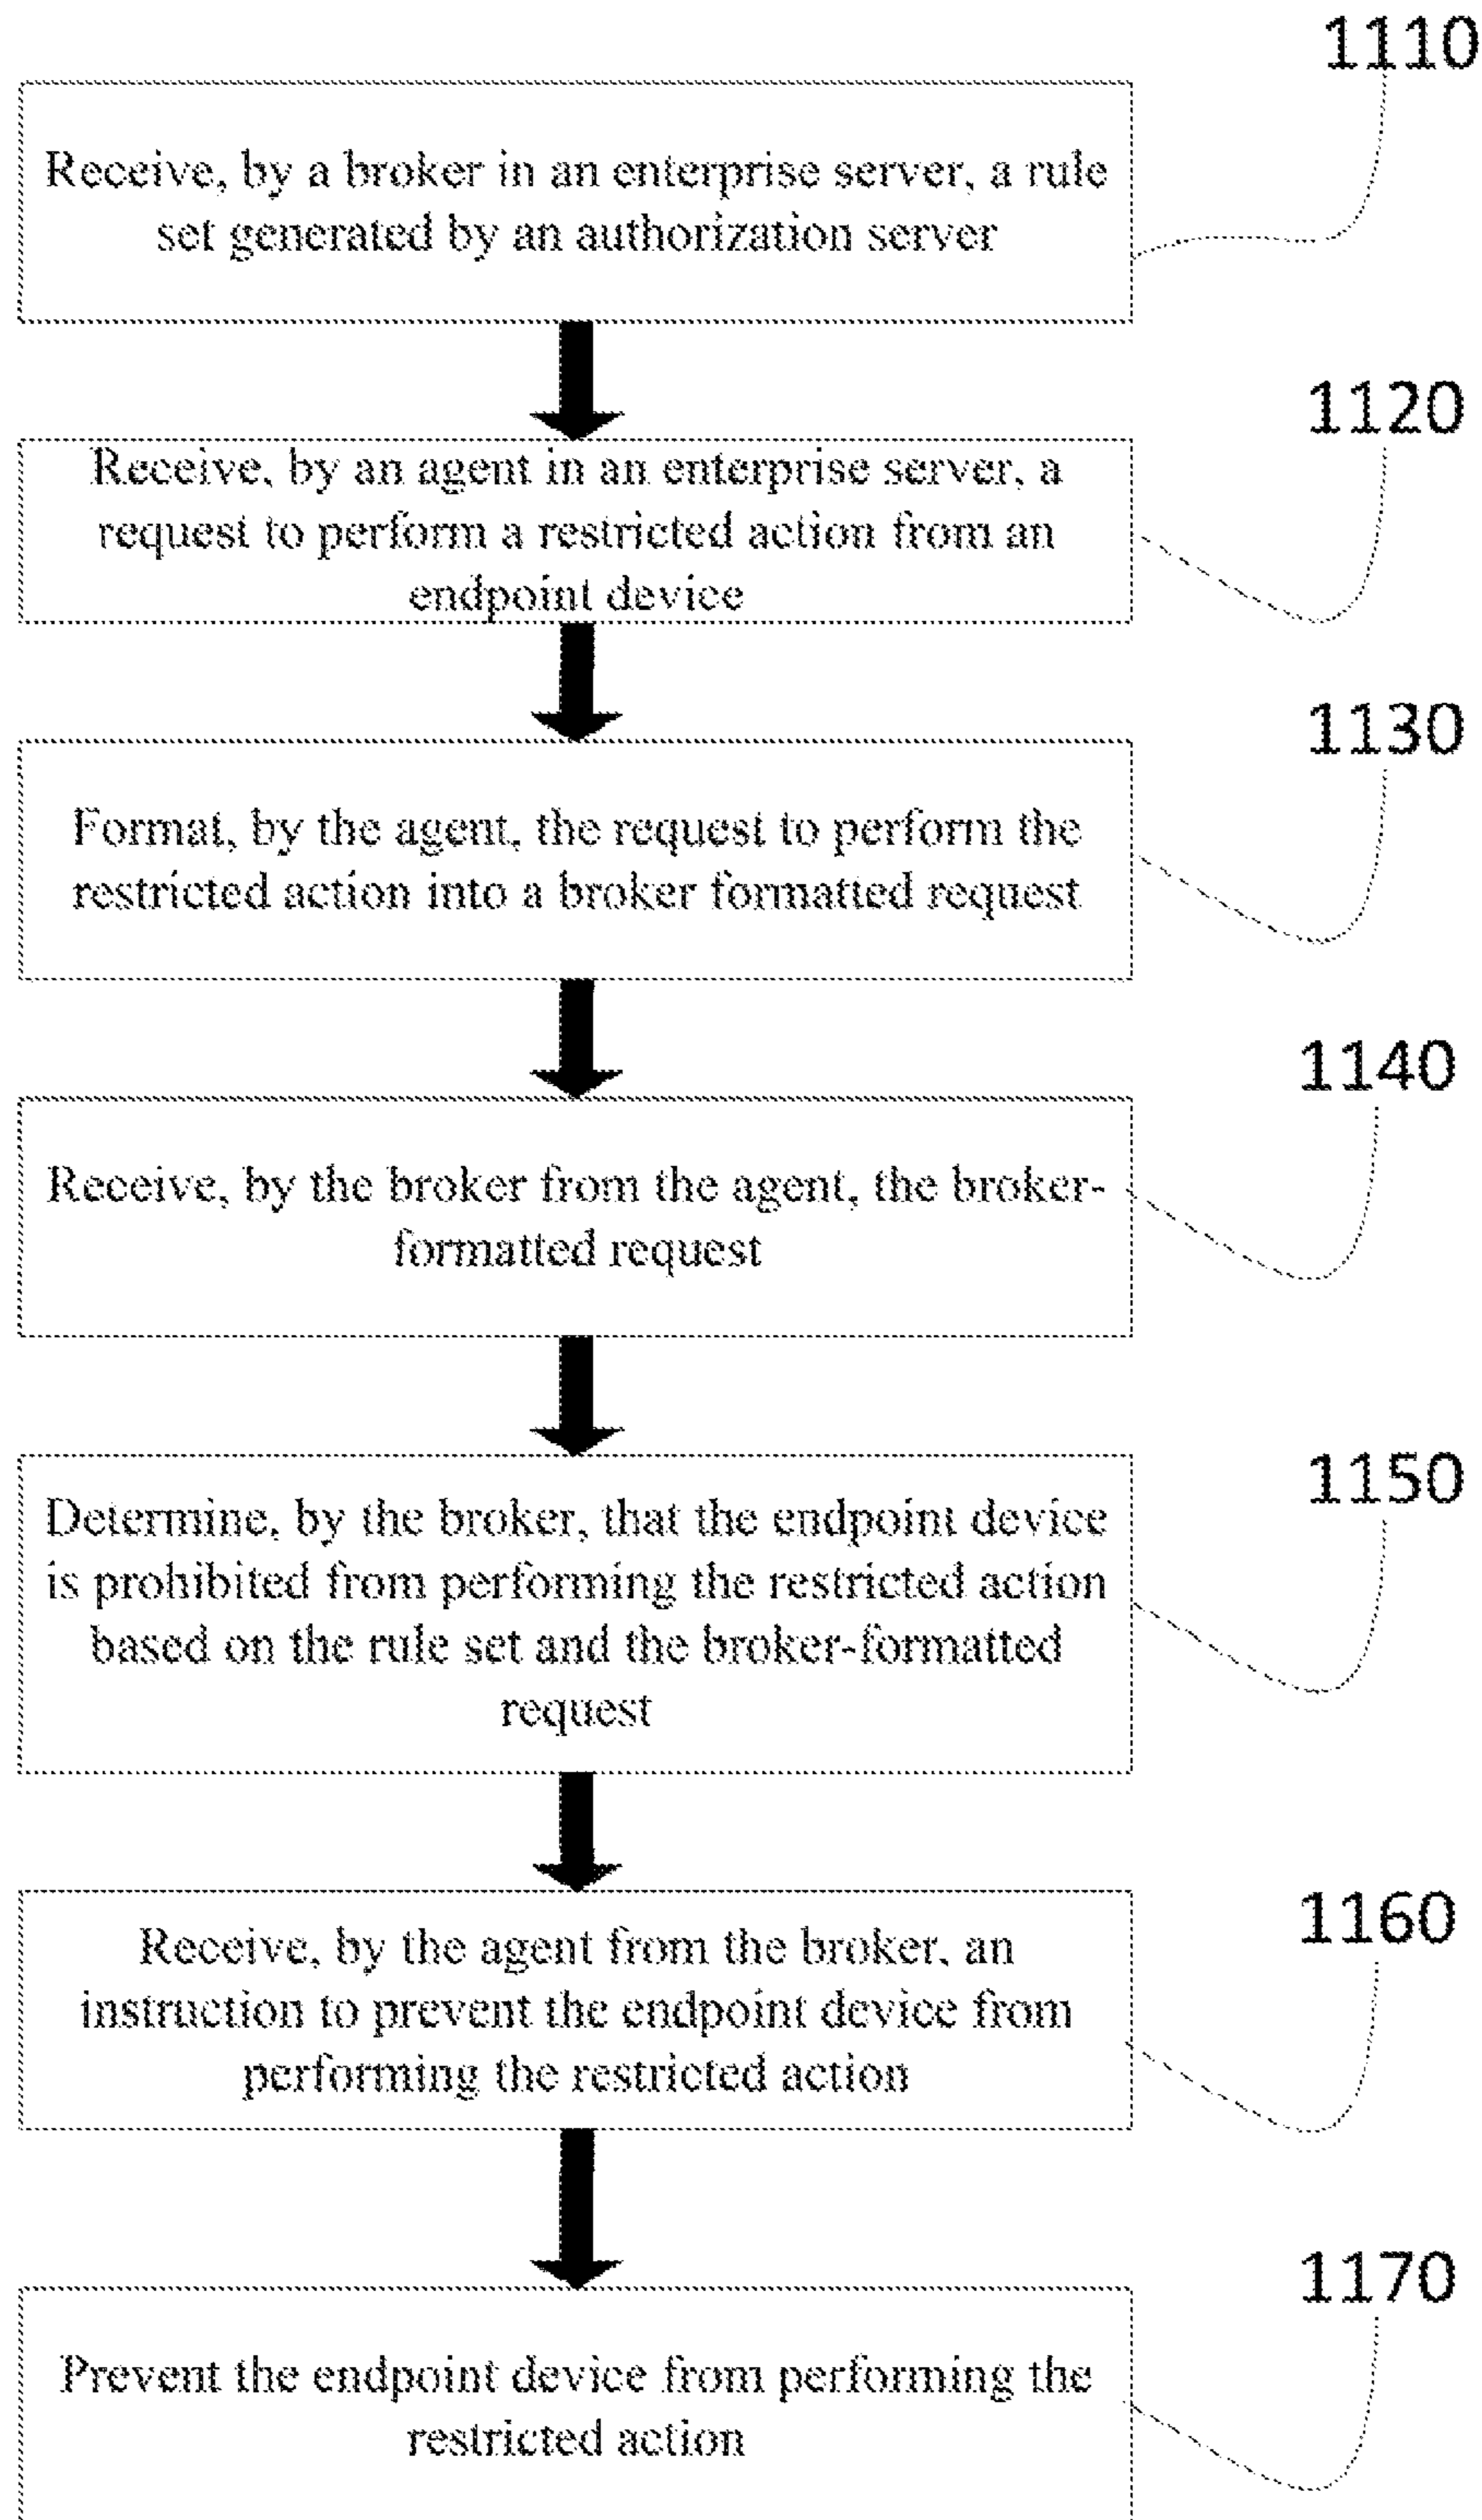 1110
Receive, by a broker in an enterprise server, a rule
set generated by an authorization server
1120
Receive, by an agent in an enterprise server, a
request to perform a restricted action from an
endpoint device
1130
Format, by the agent, the request to perform the
restricted action into a broker formatted request
1140
Receive, by the broker from the agent, the broker-
formatted request
1150
Determine, by the broker, that the endpoint device
is prohibited from performing the restricted action
based on the rule set and the broker-formatted
request
1160
Receive, by the agent from the broker, an
instruction to prevent the endpoint device from
performing the restricted action
1170
Prevent the endpoint device from performing the
restricted action